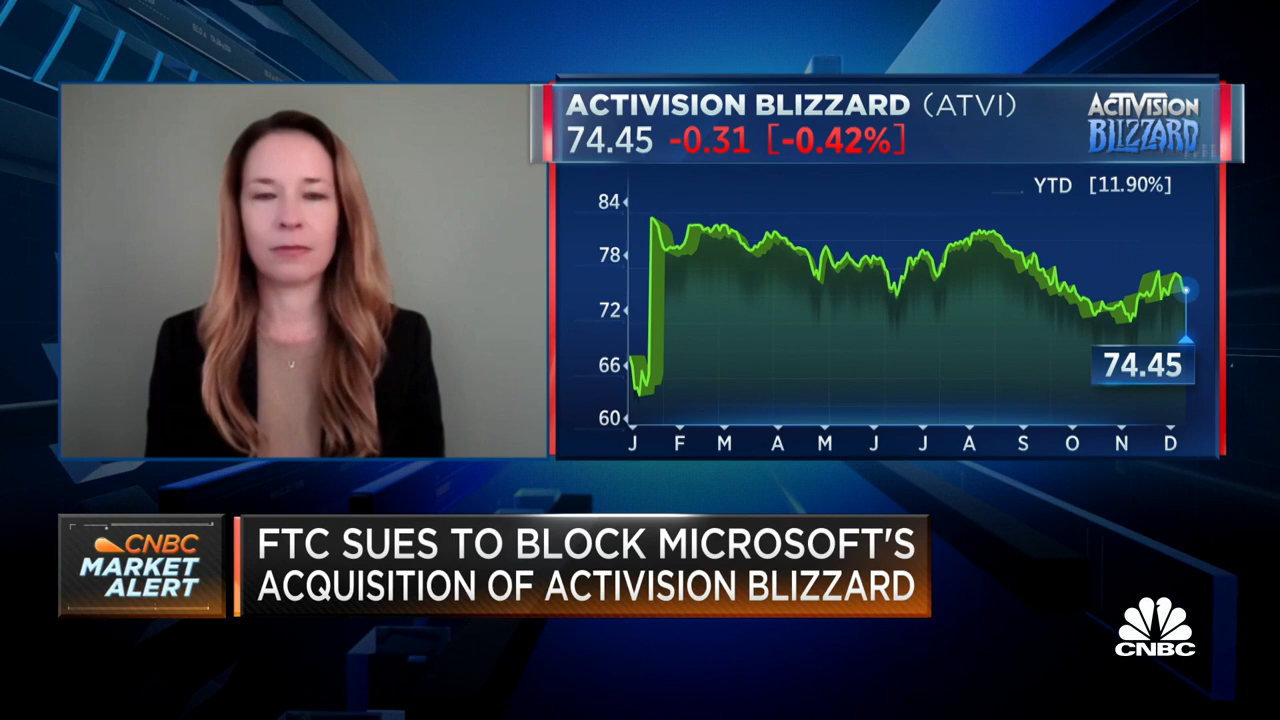 ACTIVISION BLIZZARD (ATVI)
74.45 -0.31 [-0.42%]
ACTIVISION
BLIZZARD
YTD [11.90%]
84
78
72
66
60
74.45
J F M A M J J A S O N D
CNBC
MARKET
ALERT
FTC SUES TO BLOCK MICROSOFT'S
ACQUISITION OF ACTIVISION BLIZZARD
CNBC